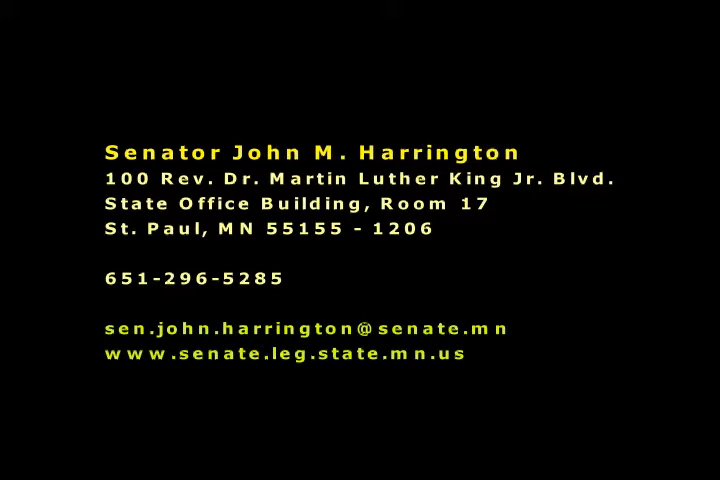 Senator John M. Harrington
100 Rev. Dr. Martin Luther King Jr. Blvd.
State Office Building, Room 17
St. Paul, MN 55155 - 1206
651-296-5285
sen.john.harrington@senate.mn
www.senate.leg.state.mn.us